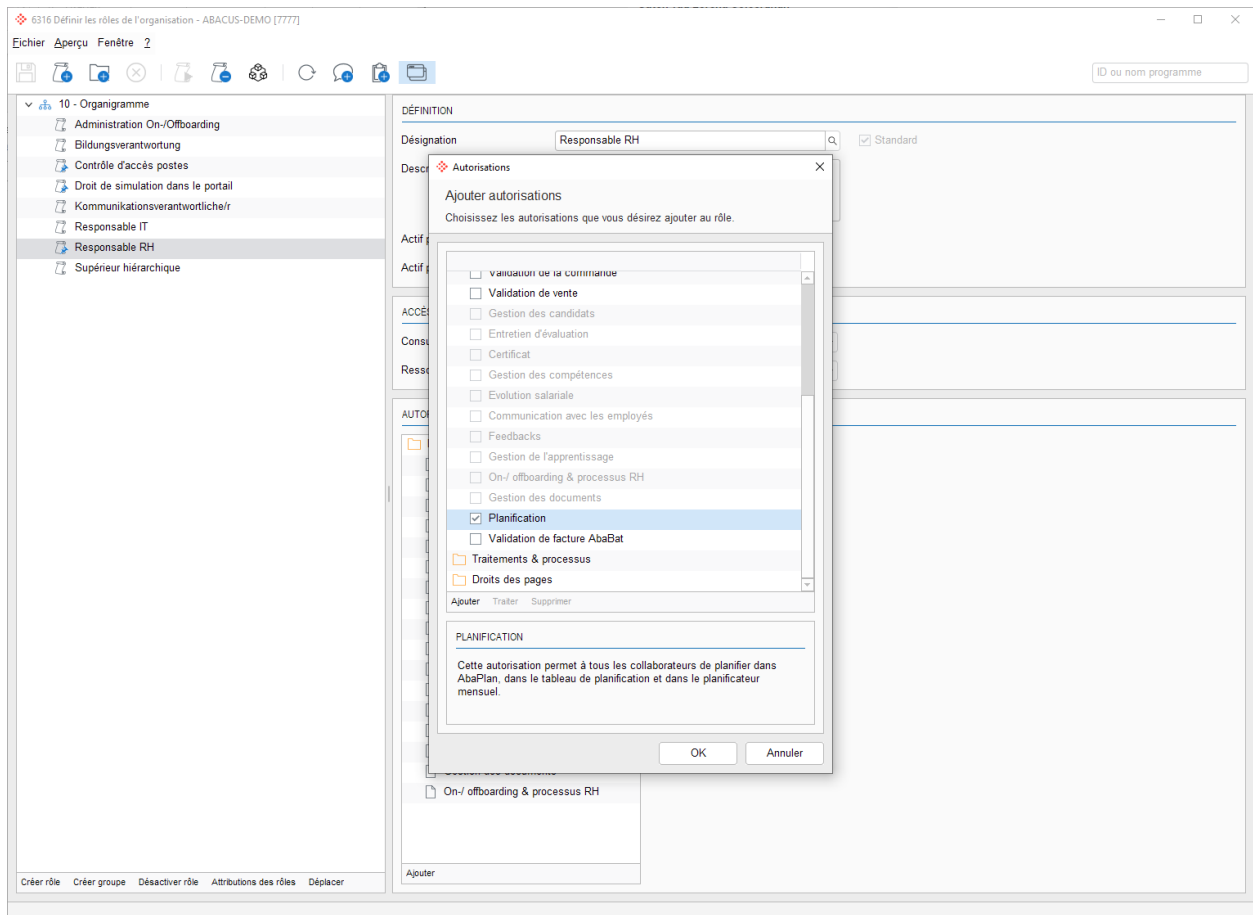 6316 Définir les rôles de l'organisation - ABACUS-DEMO [7777]
Fichier Aperçu Fenêtre ?
ID ou nom programme
10 - Organigramme
Administration On-/Offboarding
Bildungsverantwortung
Contrôle d'accès postes
Droit de simulation dans le portail
Kommunikationsverantwortliche/r
Responsable IT
Responsable RH
Supérieur hiérarchique
Créer rôle Créer groupe Désactiver rôle Attributions des rôles Déplacer
DÉFINITION
Désignation Responsable RH Standard
Descr
Actif p
Actif p
ACCÈS
Consu
Resso
AUTOR
Autorisations
Ajouter autorisations
Choisissez les autorisations que vous désirez ajouter au rôle.
Validation de la commande
Validation de vente
Gestion des candidats
Entretien d'évaluation
Certificat
Gestion des compétences
Evolution salariale
Communication avec les employés
Feedbacks
Gestion de l'apprentissage
On-/ offboarding & processus RH
Gestion des documents
Planification
Validation de facture AbaBat
Traitements & processus
Droits des pages
Ajouter Traiter Supprimer
PLANIFICATION
Cette autorisation permet à tous les collaborateurs de planifier dans
AbaPlan, dans le tableau de planification et dans le planificateur
mensuel.
OK Annuler
Gestion des documents
On-/ offboarding & processus RH
Ajouter